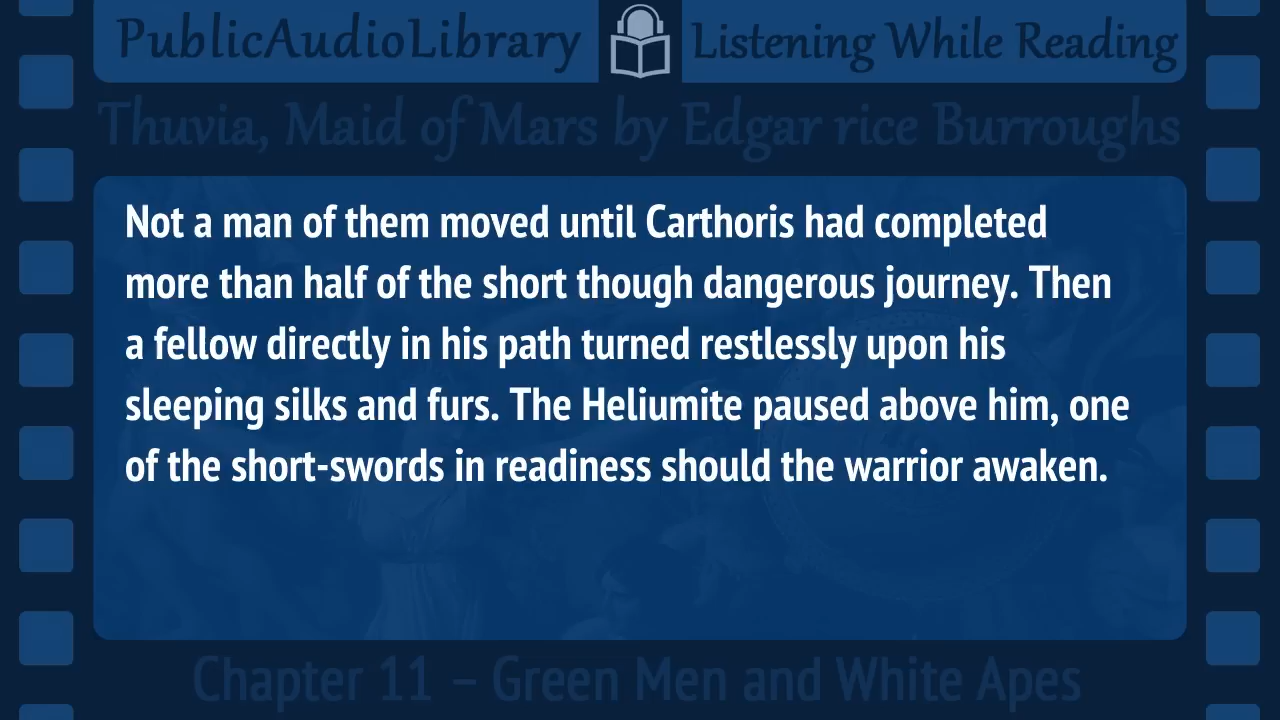 PublicAudioLibrary Listening While Reading
Thuvia, Maid of Mars by Edgar rice Burroughs
Not a man of them moved until Carthoris had completed
more than half of the short though dangerous journey. Then
a fellow directly in his path turned restlessly upon his
sleeping silks and furs. The Heliumite paused above him, one
of the short-swords in readiness should the warrior awaken.
Chapter 11 – Green Men and White Apes